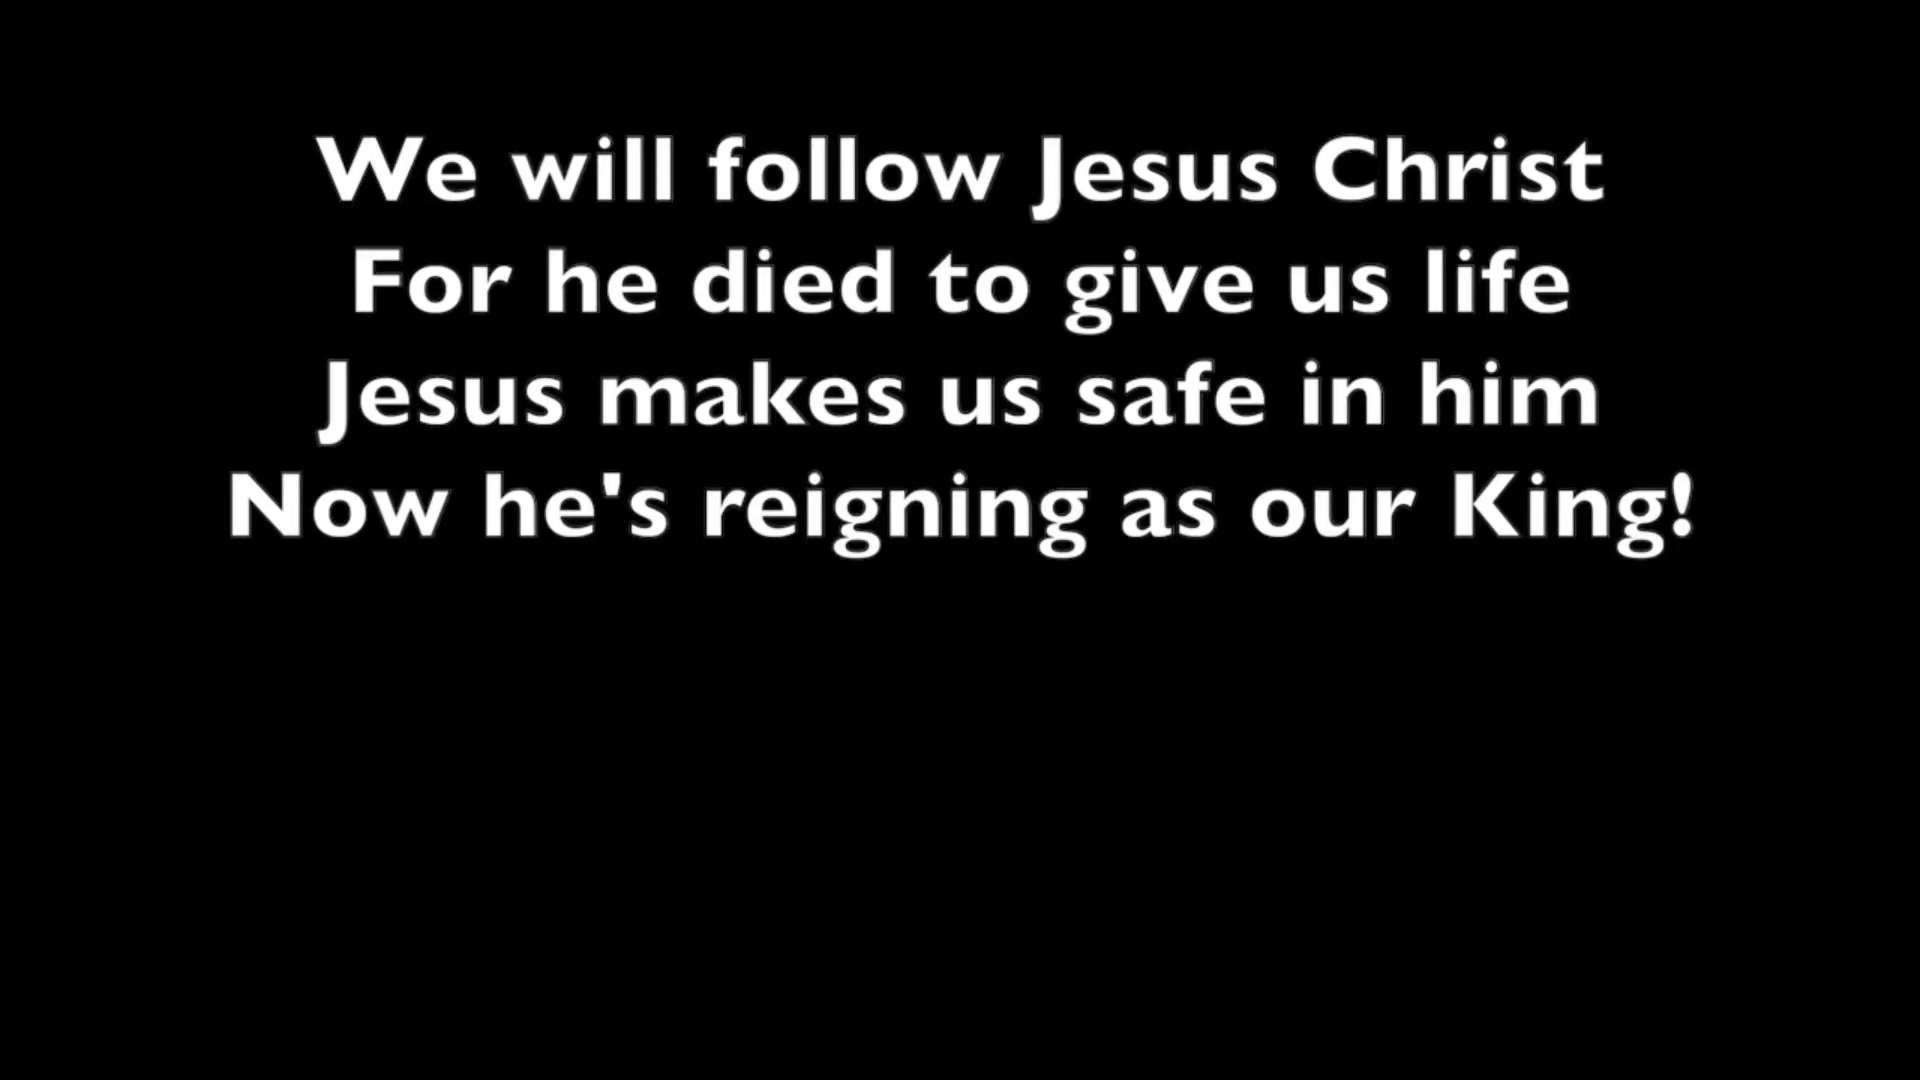 We will follow Jesus Christ
For he died to give us life
Jesus makes us safe in him
Now he's reigning as our King!